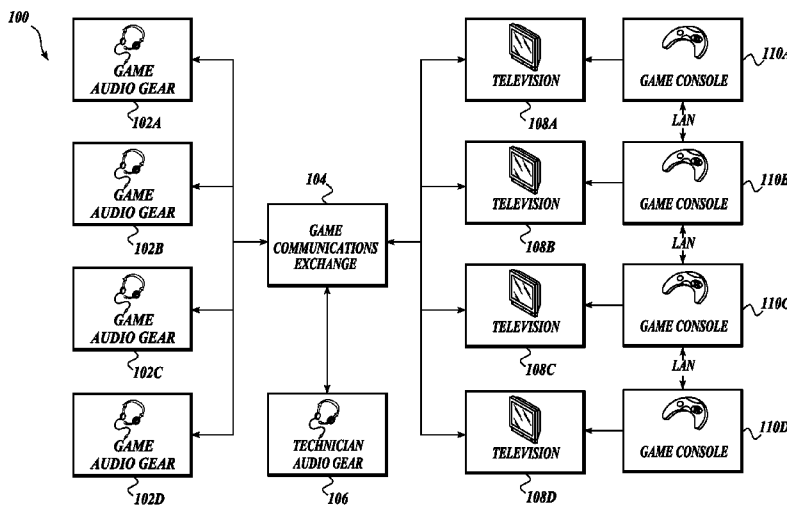 100
GAME
AUDIO GEAR
102A
GAME
AUDIO GEAR
102B
GAME
AUDIO GEAR
102C
GAME
AUDIO GEAR
102D
104
GAME
COMMUNICATIONS
EXCHANGE
TECHNICIAN
AUDIO GEAR
106
TELEVISION
108A
TELEVISION
108B
TELEVISION
108C
TELEVISION
108D
GAME CONSOLE
110A
LAN
GAME CONSOLE
110B
LAN
GAME CONSOLE
110C
LAN
GAME CONSOLE
110D